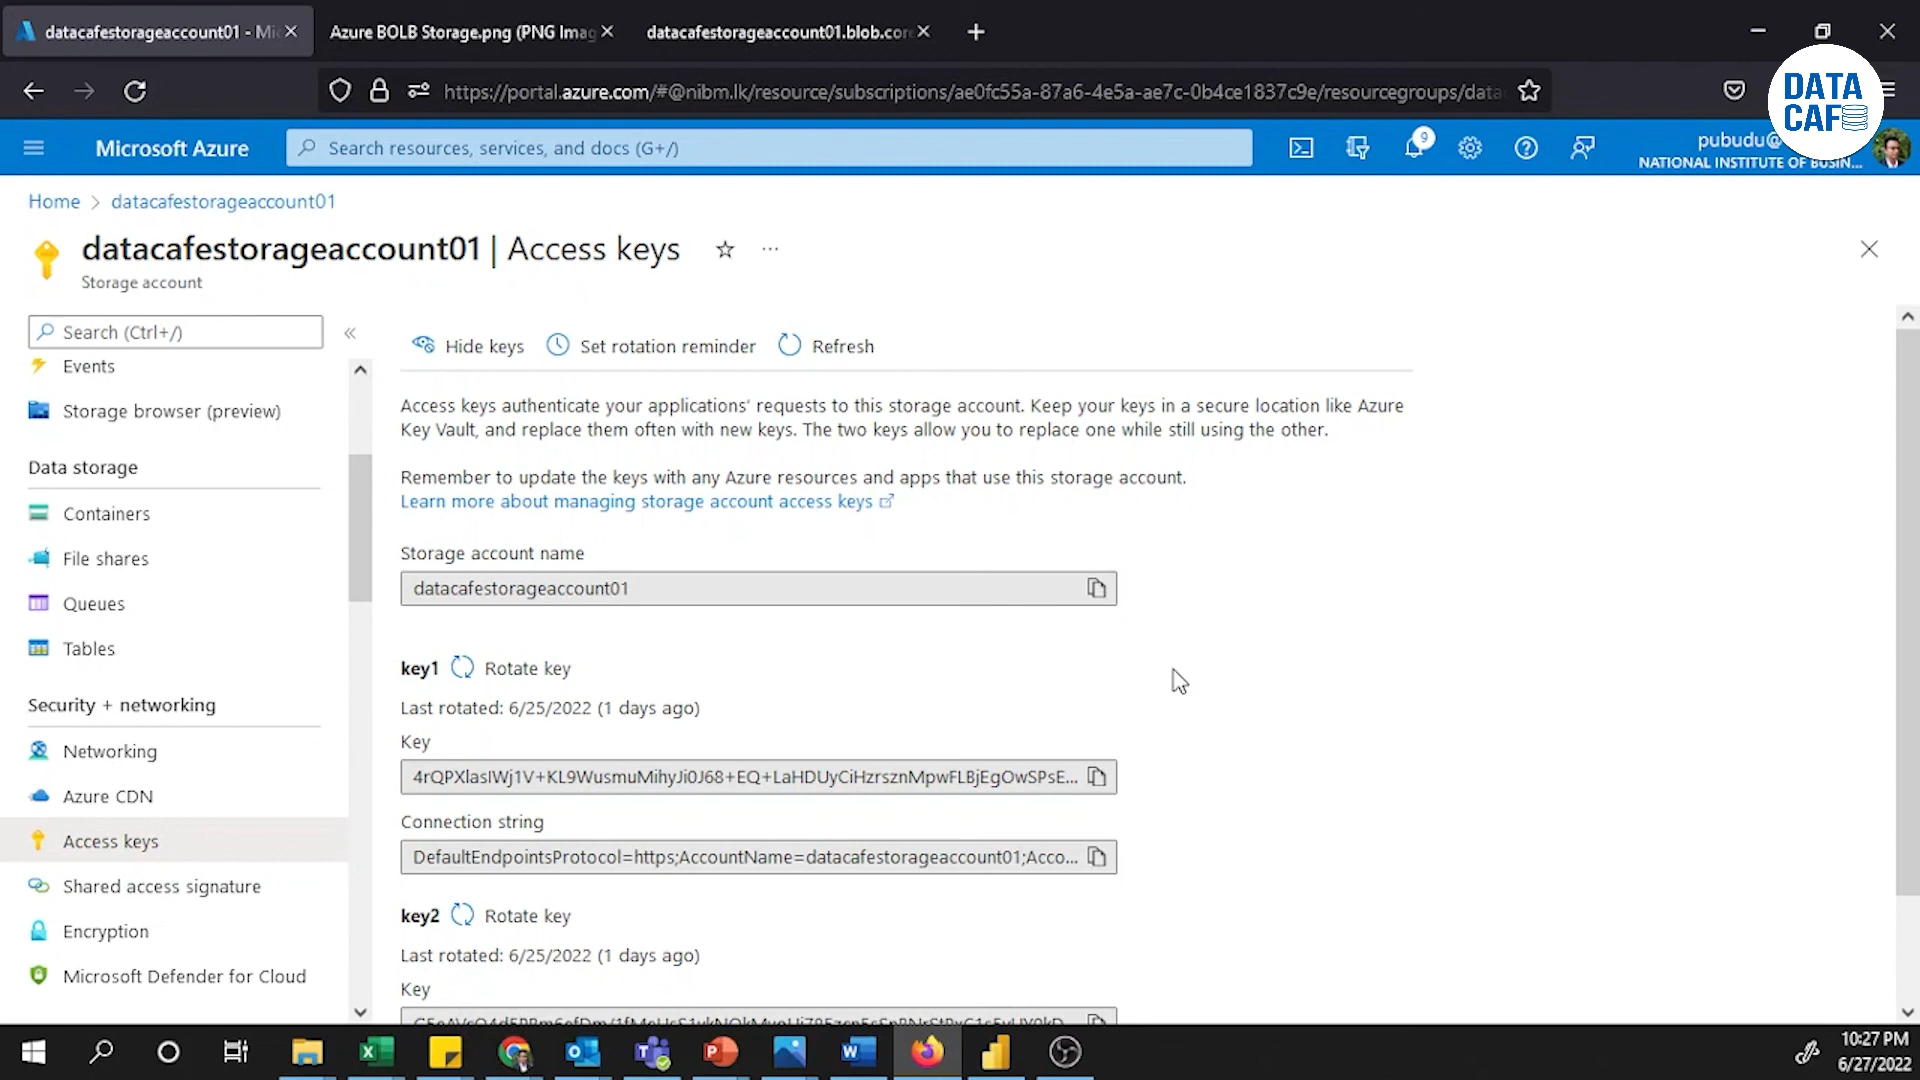 datacafestorageaccount01 - Mi
Azure BOLB Storage.png (PNG Imag
datacafestorageaccount01.blob.cor
https://portal.azure.com/#@nibm.lk/resource/subscriptions/ae0fc55a-87a6-4e5a-ae7c-0b4ce1837c9e/resourcegroups/data
DATA
CAF
Microsoft Azure
Search resources, services, and docs (G+/)
9
pubudu@
NATIONAL INSTITUTE OF BUSIN...
Home > datacafestorageaccount01
datacafestorageaccount01 | Access keys
Storage account
Search (Ctrl+/)
Events
Storage browser (preview)
Data storage
Containers
File shares
Queues
Tables
Security + networking
Networking
Azure CDN
Access keys
Shared access signature
Encryption
Microsoft Defender for Cloud
Hide keys
Set rotation reminder
Refresh
Access keys authenticate your applications' requests to this storage account. Keep your keys in a secure location like Azure
Key Vault, and replace them often with new keys. The two keys allow you to replace one while still using the other.
Remember to update the keys with any Azure resources and apps that use this storage account.
Learn more about managing storage account access keys
Storage account name
datacafestorageaccount01
key1 Rotate key
Last rotated: 6/25/2022 (1 days ago)
Key
4rQPXlasIWj1V+KL9WusmuMihyJi0J68+EQ+LaHDUyCiHzrsznMpwFLBjEgOwSPsE...
Connection string
DefaultEndpointsProtocol=https;AccountName=datacafestorageaccount01;Acco...
key2 Rotate key
Last rotated: 6/25/2022 (1 days ago)
Key
10:27 PM
6/27/2022